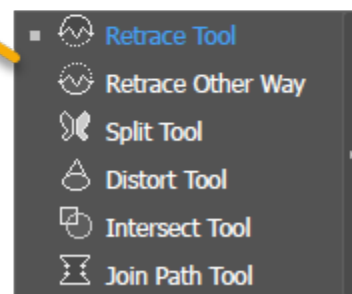 Retrace Tool
Retrace Other Way
Split Tool
Distort Tool
Intersect Tool
Join Path Tool